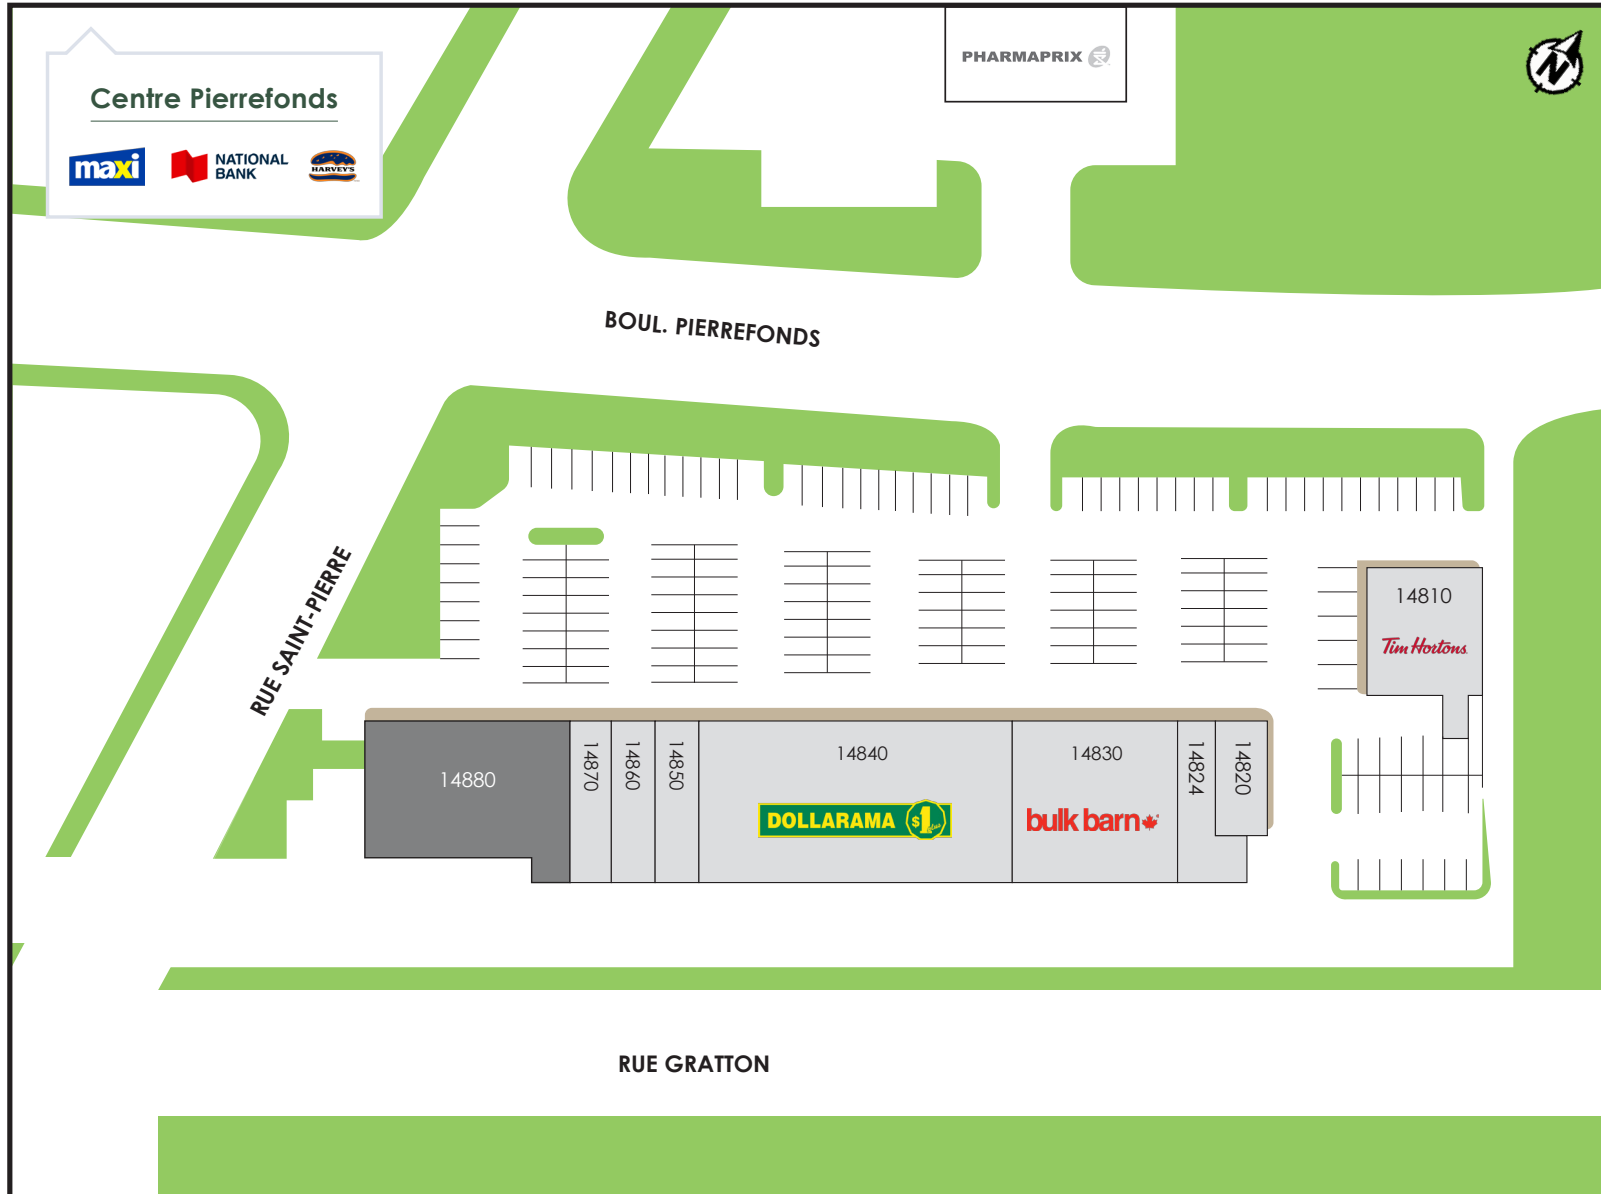 PHARMAPRIX
N
Centre Pierrefonds
maxi
NATIONAL
BANK
HARVEY'S
BOUL. PIERREFONDS
RUE SAINT-PIERRE
14810
Tim Hortons
14880
14870
14860
14850
14840
DOLLARAMA $1
14830
bulk barn
14824
14820
RUE GRATTON